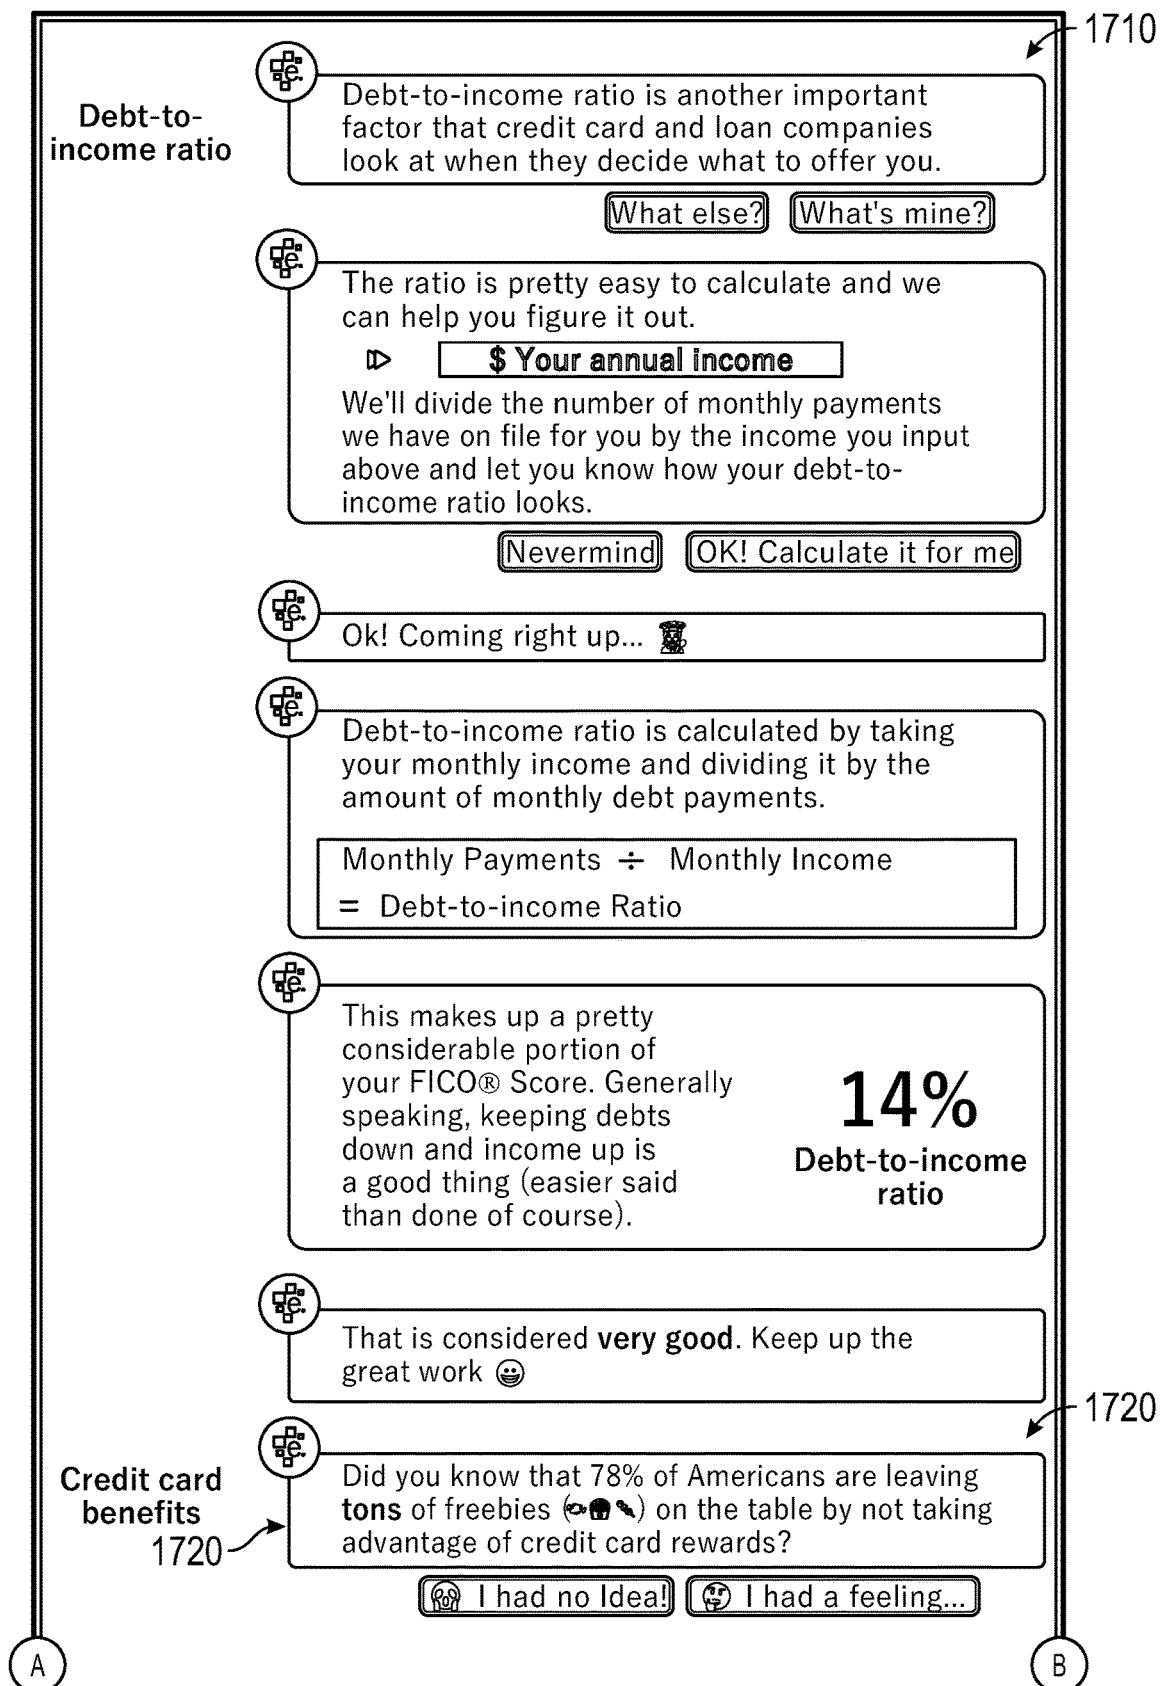 1710
Debt-to-
income ratio
e.
Debt-to-income ratio is another important
factor that credit card and loan companies
look at when they decide what to offer you.
What else? What's mine?
e.
The ratio is pretty easy to calculate and we
can help you figure it out.
$ Your annual income
We'll divide the number of monthly payments
we have on file for you by the income you input
above and let you know how your debt-to-
income ratio looks.
Nevermind OK! Calculate it for me
e.
Ok! Coming right up...
e.
Debt-to-income ratio is calculated by taking
your monthly income and dividing it by the
amount of monthly debt payments.
Monthly Payments ÷ Monthly Income
= Debt-to-income Ratio
e.
This makes up a pretty
considerable portion of
your FICO® Score. Generally
speaking, keeping debts
down and income up is
a good thing (easier said
than done of course).
14%
Debt-to-income
ratio
e.
That is considered very good. Keep up the
great work 😀
1720
Credit card
benefits
1720
e.
Did you know that 78% of Americans are leaving
tons of freebies () on the table by not taking
advantage of credit card rewards?
😱 I had no Idea! 🤔 I had a feeling...
A
B